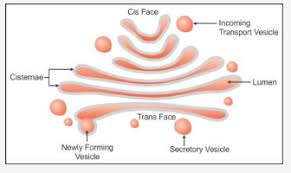 Cis Face
Incoming
Transport Vesicle
Cisternae
Lumen
Trans Face
Newly Forming
Vesicle
Secretory Vesicle